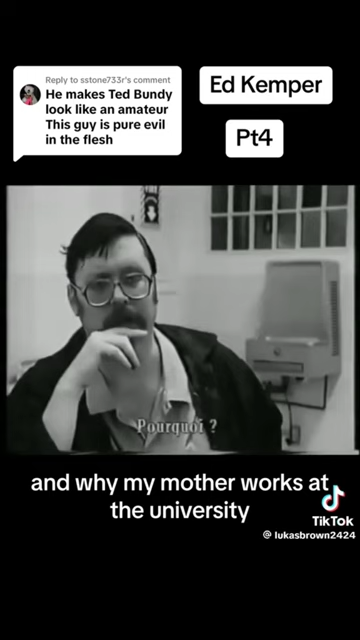 Reply to sstone733r's comment
He makes Ted Bundy
look like an amateur
This guy is pure evil
in the flesh
Ed Kemper
Pt4
Pourquoi ?
and why my mother works at
the university
TikTok
@ lukasbrown2424